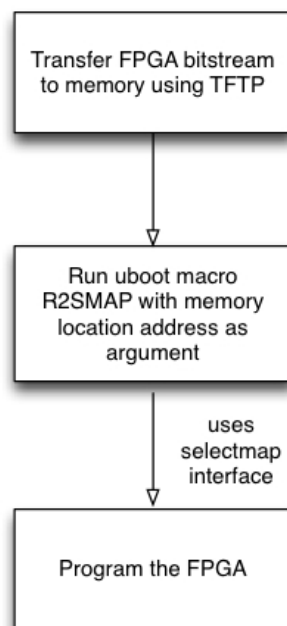 Transfer FPGA bitstream
to memory using TFTP
Run uboot macro
R2SMAP with memory
location address as
argument
uses
selectmap
interface
Program the FPGA